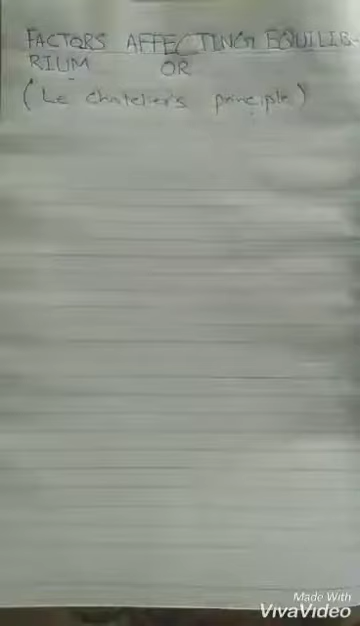 FACTORS AFFECTING EQUILIB-
RIUM OR
(Le chatelier's principle)
Made With
VivaVideo